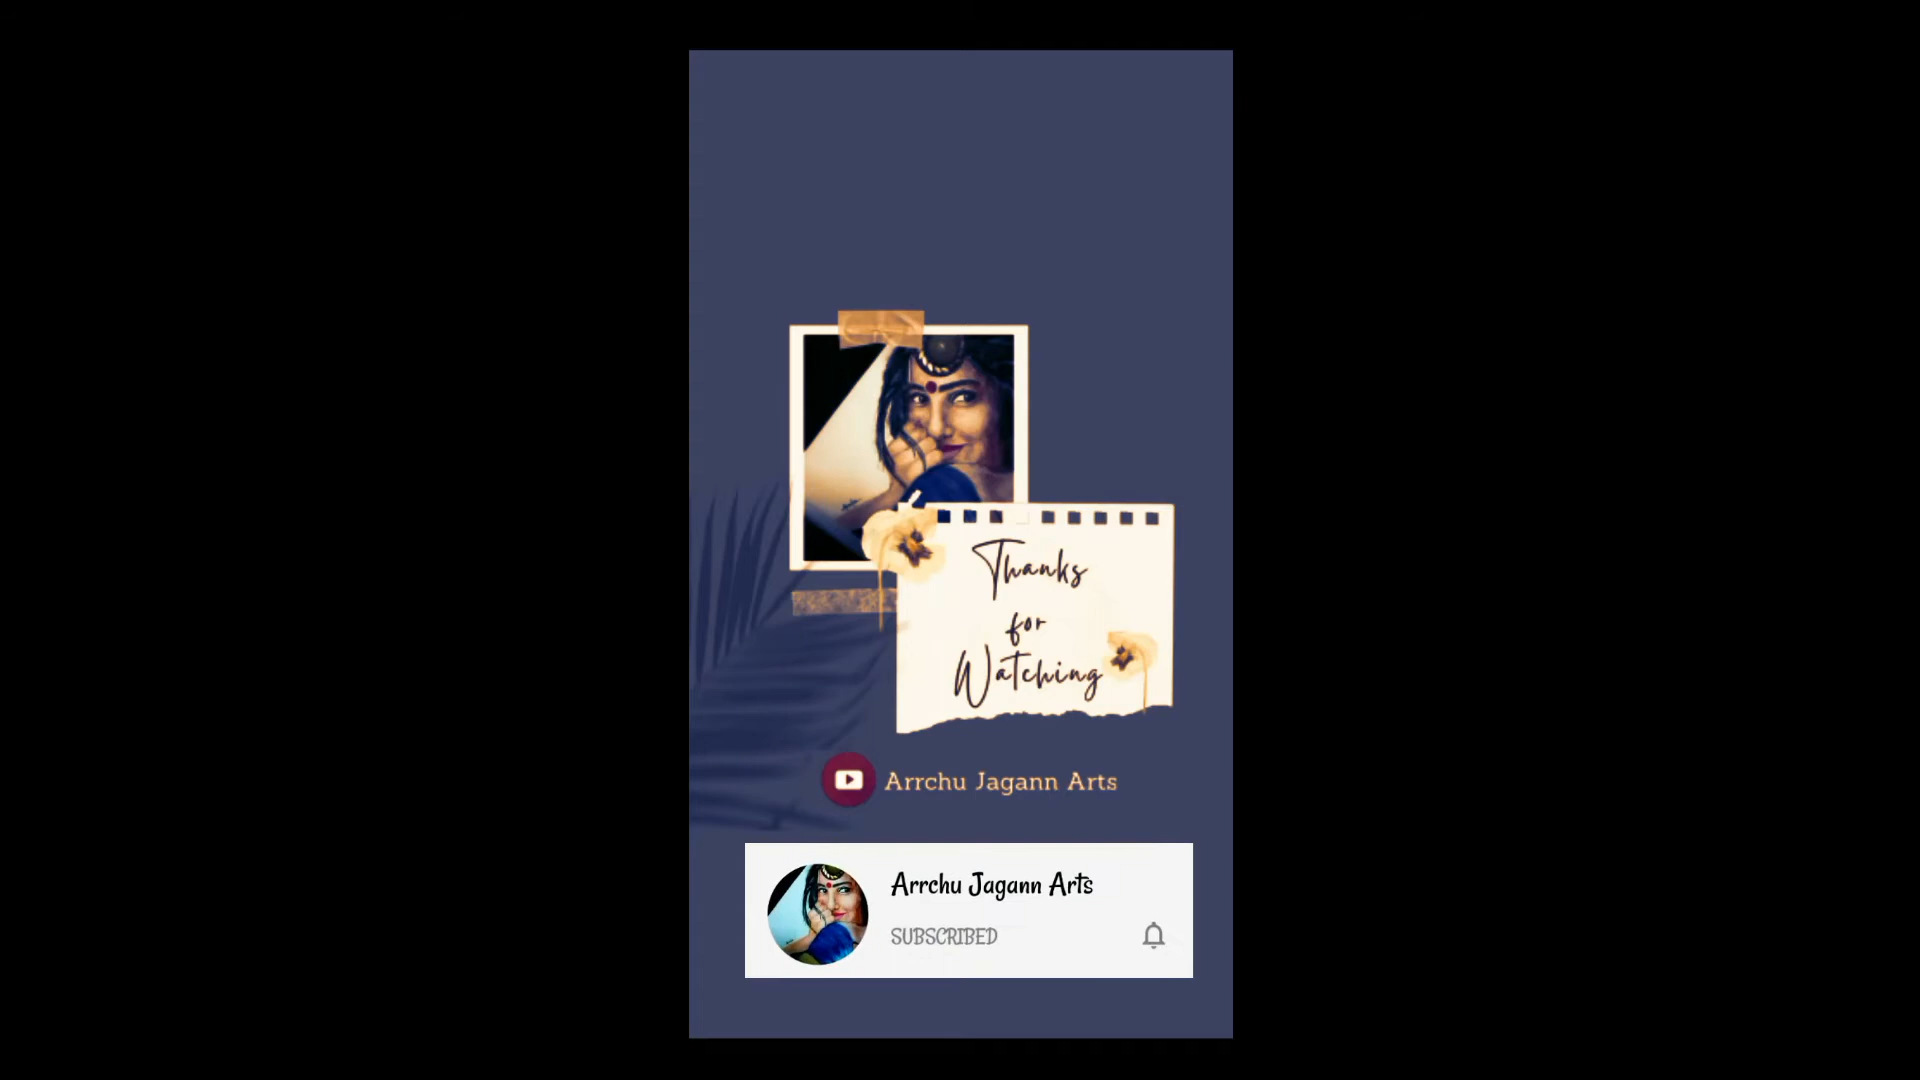 Thanks
for
Watching
Arrchu Jagann Arts
Arrchu Jagann Arts
SUBSCRIBED